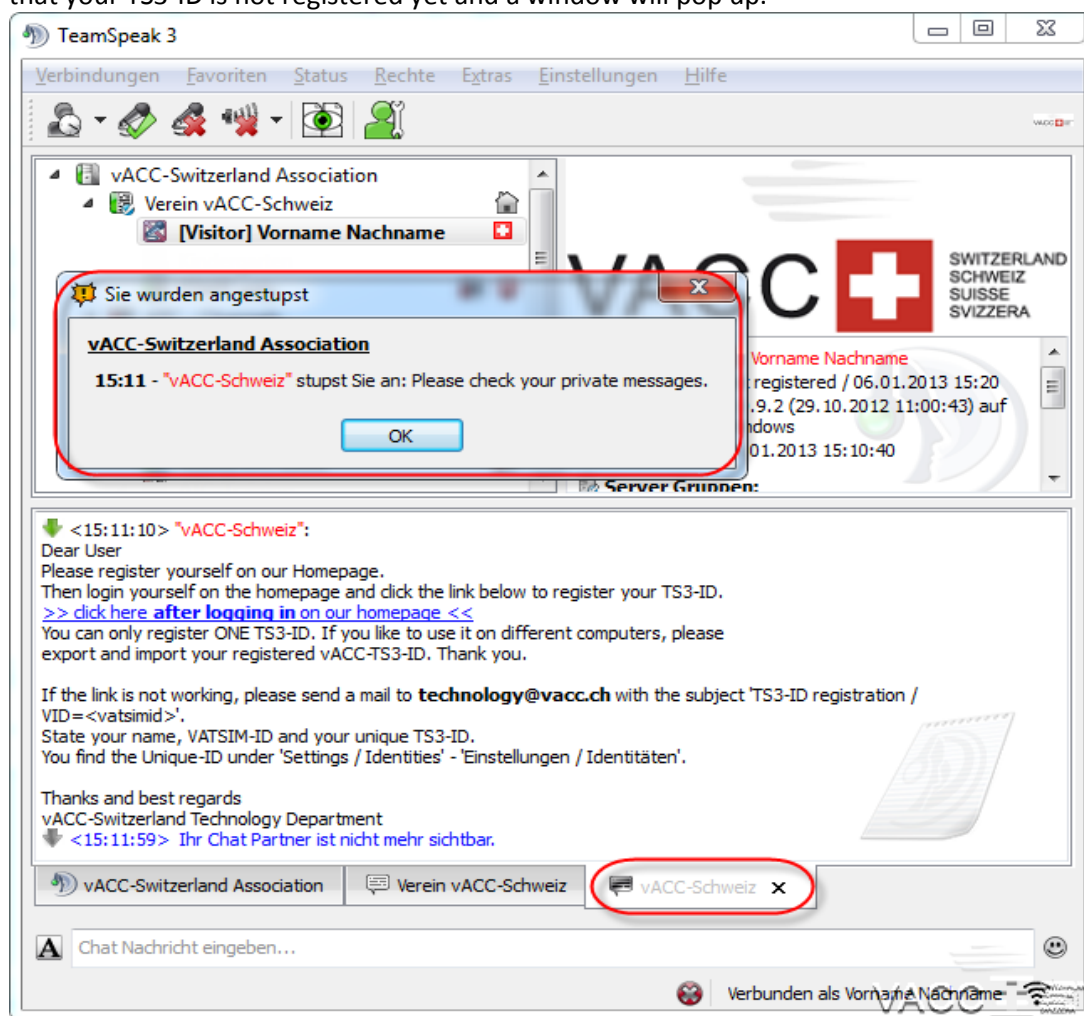 that your TS3-ID is not registered yet and a window will pop up.
TeamSpeak 3
Verbindungen Favoriten Status Rechte Extras Einstellungen Hilfe
vACC-Switzerland Association
Verein vACC-Schweiz
[Visitor] Vorname Nachname
VACC
SWITZERLAND
SCHWEIZ
SUISSE
SVIZZERA
Sie wurden angestupst
vACC-Switzerland Association
15:11 - "vACC-Schweiz" stupst Sie an: Please check your private messages.
OK
Vorname Nachname
registered / 06.01.2013 15:20
.9.2 (29.10.2012 11:00:43) auf
ndows
01.2013 15:10:40
Server Gruppen:
<15:11:10> "vACC-Schweiz":
Dear User
Please register yourself on our Homepage.
Then login yourself on the homepage and click the link below to register your TS3-ID.
>> click here after logging in on our homepage <<
You can only register ONE TS3-ID. If you like to use it on different computers, please
export and import your registered vACC-TS3-ID. Thank you.
If the link is not working, please send a mail to technology@vacc.ch with the subject 'TS3-ID registration /
VID=<vatsimid>'.
State your name, VATSIM-ID and your unique TS3-ID.
You find the Unique-ID under 'Settings / Identities' - 'Einstellungen / Identitäten'.
Thanks and best regards
vACC-Switzerland Technology Department
<15:11:59> Ihr Chat Partner ist nicht mehr sichtbar.
vACC-Switzerland Association Verein vACC-Schweiz vACC-Schweiz
Chat Nachricht eingeben...
Verbunden als Vorname Nachname
VACC